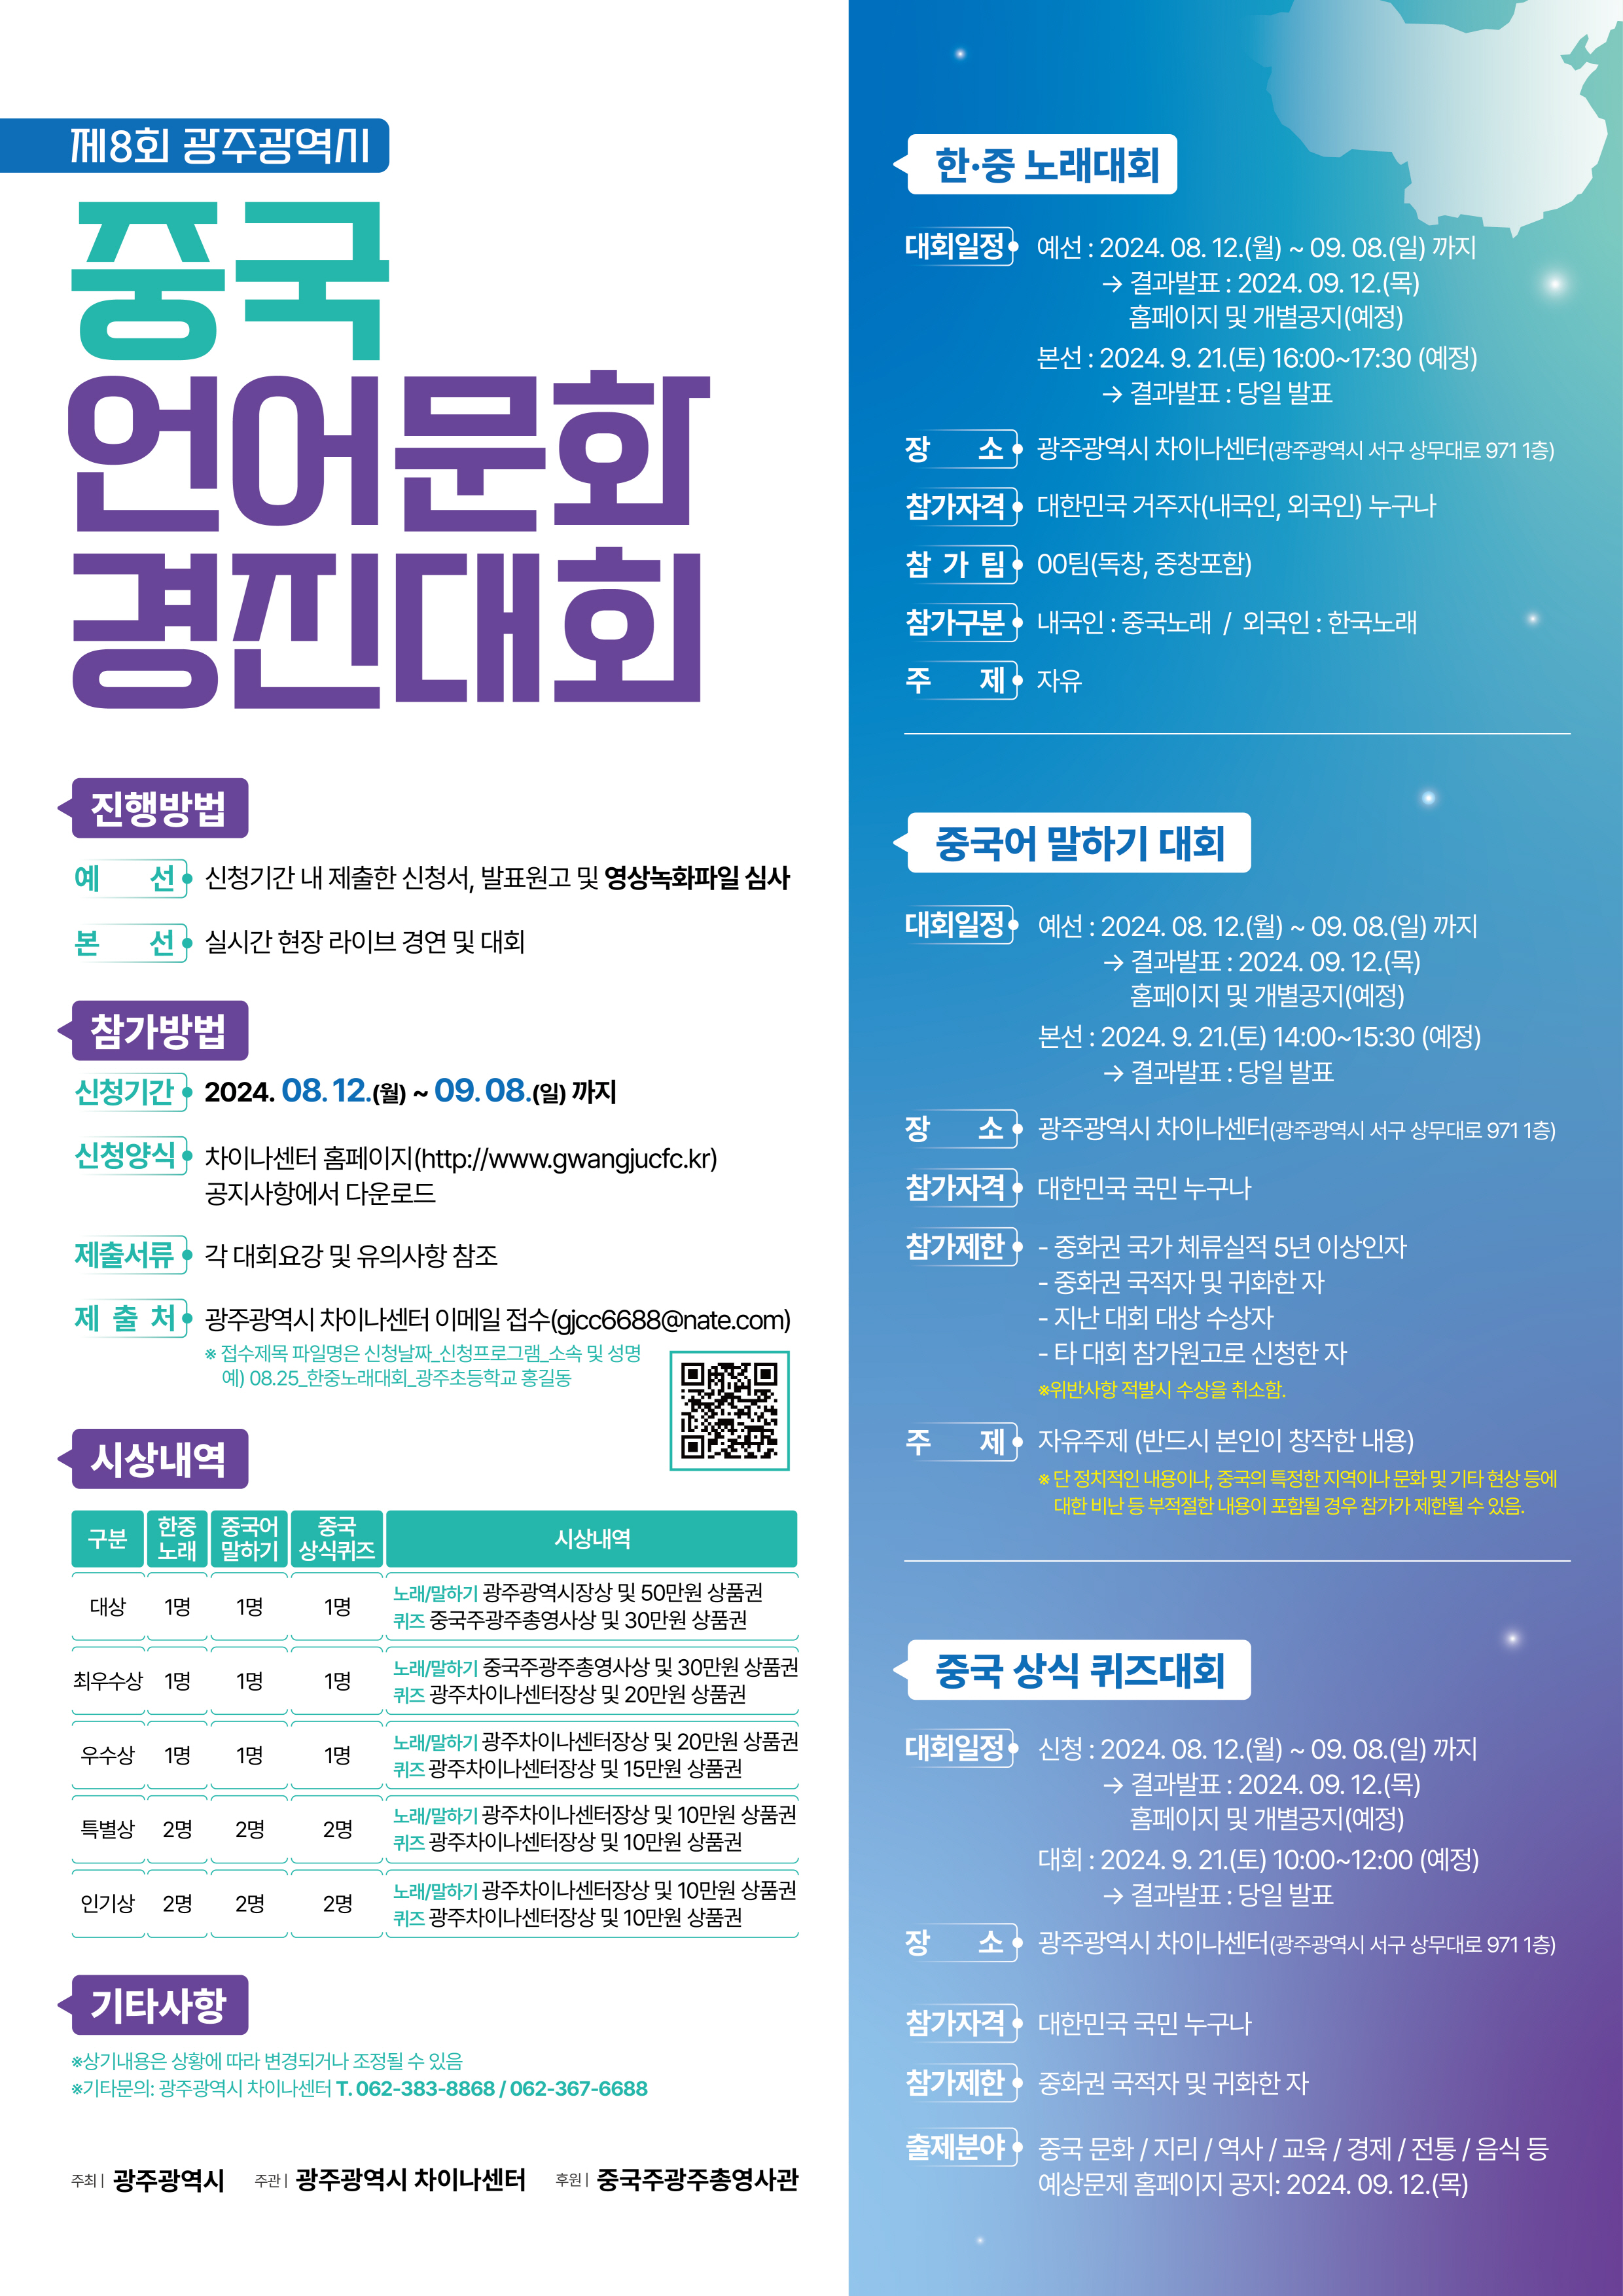 제8회 광주광역시
중국
언어문화
경진대회
진행방법
예 선 신청기간 내 제출한 신청서, 발표원고 및 영상녹화파일 심사
본 선 실시간 현장 라이브 경연 및 대회
참가방법
신청기간 2024. 08. 12.(월) ~ 09. 08.(일) 까지
신청양식 차이나센터 홈페이지(http://www.gwangjucfc.kr)
공지사항에서 다운로드
제출서류 각 대회요강 및 유의사항 참조
제 출 처 광주광역시 차이나센터 이메일 접수(gjcc6688@nate.com)
※ 접수제목 파일명은 신청날짜_신청프로그램_소속 및 성명
예) 08.25_한중노래대회_광주초등학교 홍길동
시상내역
구분 한중 노래 중국어 말하기 중국 상식퀴즈 시상내역
대상 1명 1명 1명 노래/말하기 광주광역시장상 및 50만원 상품권
퀴즈 중국주광주총영사상 및 30만원 상품권
최우수상 1명 1명 1명 노래/말하기 중국주광주총영사상 및 30만원 상품권
퀴즈 광주차이나센터장상 및 20만원 상품권
우수상 1명 1명 1명 노래/말하기 광주차이나센터장상 및 20만원 상품권
퀴즈 광주차이나센터장상 및 15만원 상품권
특별상 2명 2명 2명 노래/말하기 광주차이나센터장상 및 10만원 상품권
퀴즈 광주차이나센터장상 및 10만원 상품권
인기상 2명 2명 2명 노래/말하기 광주차이나센터장상 및 10만원 상품권
퀴즈 광주차이나센터장상 및 10만원 상품권
기타사항
※상기내용은 상황에 따라 변경되거나 조정될 수 있음
※기타문의: 광주광역시 차이나센터 T. 062-383-8868 / 062-367-6688
주최 | 광주광역시 주관 | 광주광역시 차이나센터 후원 | 중국주광주총영사관
한·중 노래대회
대회일정 예선 : 2024. 08. 12.(월) ~ 09. 08.(일) 까지
→ 결과발표 : 2024. 09. 12.(목)
홈페이지 및 개별공지(예정)
본선 : 2024. 9. 21.(토) 16:00~17:30 (예정)
→ 결과발표 : 당일 발표
장 소 광주광역시 차이나센터(광주광역시 서구 상무대로 971 1층)
참가자격 대한민국 거주자(내국인, 외국인) 누구나
참 가 팀 00팀(독창, 중창포함)
참가구분 내국인 : 중국노래 / 외국인 : 한국노래
주 제 자유
중국어 말하기 대회
대회일정 예선 : 2024. 08. 12.(월) ~ 09. 08.(일) 까지
→ 결과발표 : 2024. 09. 12.(목)
홈페이지 및 개별공지(예정)
본선 : 2024. 9. 21.(토) 14:00~15:30 (예정)
→ 결과발표 : 당일 발표
장 소 광주광역시 차이나센터(광주광역시 서구 상무대로 971 1층)
참가자격 대한민국 국민 누구나
참가제한 - 중화권 국가 체류실적 5년 이상인자
- 중화권 국적자 및 귀화한 자
- 지난 대회 대상 수상자
- 타 대회 참가원고로 신청한 자
※위반사항 적발시 수상을 취소함.
주 제 자유주제 (반드시 본인이 창작한 내용)
※ 단 정치적인 내용이나, 중국의 특정한 지역이나 문화 및 기타 현상 등에
대한 비난 등 부적절한 내용이 포함될 경우 참가가 제한될 수 있음.
중국 상식 퀴즈대회
대회일정 신청 : 2024. 08. 12.(월) ~ 09. 08.(일) 까지
→ 결과발표 : 2024. 09. 12.(목)
홈페이지 및 개별공지(예정)
대회 : 2024. 9. 21.(토) 10:00~12:00 (예정)
→ 결과발표 : 당일 발표
장 소 광주광역시 차이나센터(광주광역시 서구 상무대로 971 1층)
참가자격 대한민국 국민 누구나
참가제한 중화권 국적자 및 귀화한 자
출제분야 중국 문화 / 지리 / 역사 / 교육 / 경제 / 전통 / 음식 등
예상문제 홈페이지 공지: 2024. 09. 12.(목)